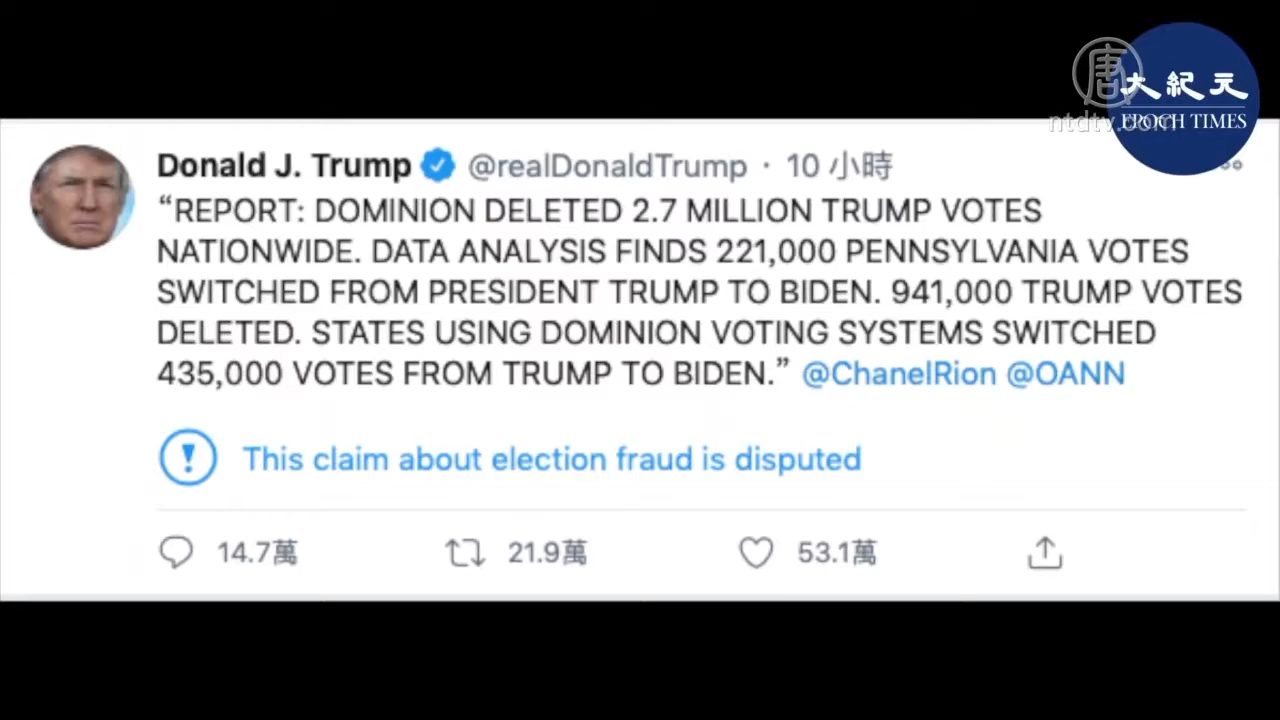 唐
大紀元
ntdtv.com
EPOCH TIMES
Donald J. Trump @realDonaldTrump · 10 小時
“REPORT: DOMINION DELETED 2.7 MILLION TRUMP VOTES
NATIONWIDE. DATA ANALYSIS FINDS 221,000 PENNSYLVANIA VOTES
SWITCHED FROM PRESIDENT TRUMP TO BIDEN. 941,000 TRUMP VOTES
DELETED. STATES USING DOMINION VOTING SYSTEMS SWITCHED
435,000 VOTES FROM TRUMP TO BIDEN.” @ChanelRion @OANN
This claim about election fraud is disputed
14.7萬 21.9萬 53.1萬